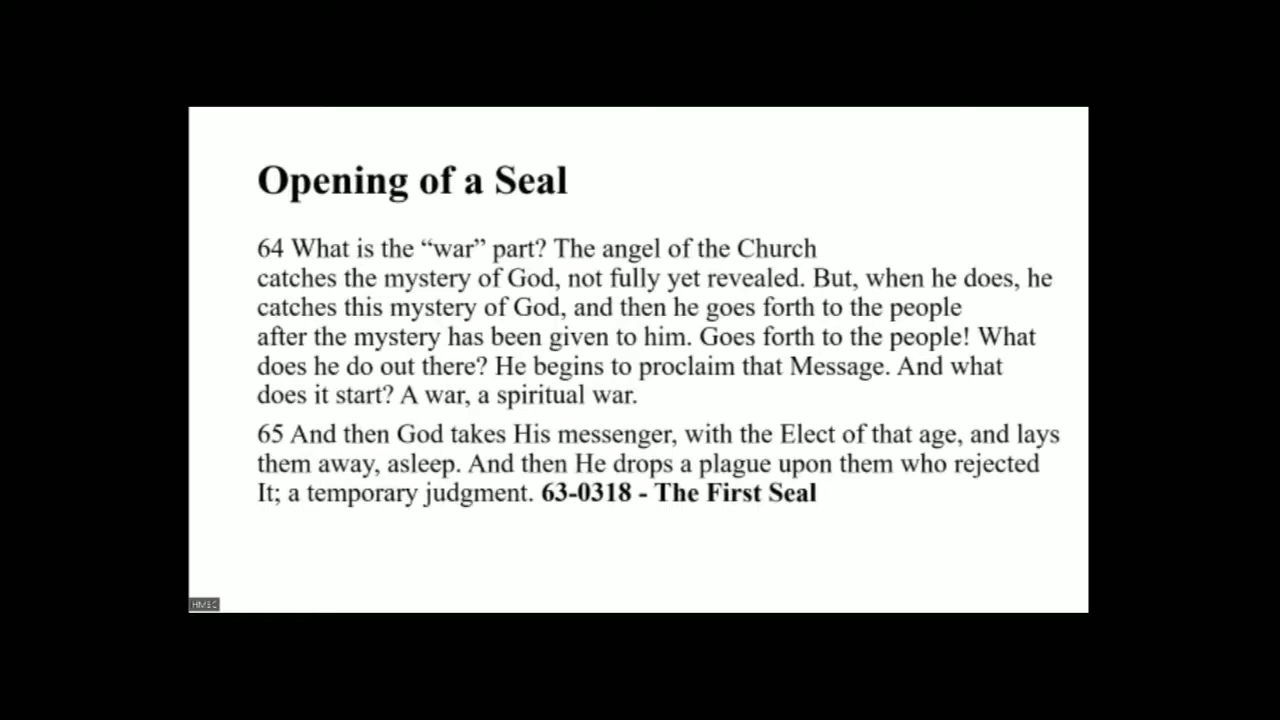 Opening of a Seal
64 What is the “war” part? The angel of the Church
catches the mystery of God, not fully yet revealed. But, when he does, he
catches this mystery of God, and then he goes forth to the people
after the mystery has been given to him. Goes forth to the people! What
does he do out there? He begins to proclaim that Message. And what
does it start? A war, a spiritual war.
65 And then God takes His messenger, with the Elect of that age, and lays
them away, asleep. And then He drops a plague upon them who rejected
It; a temporary judgment. 63-0318 - The First Seal